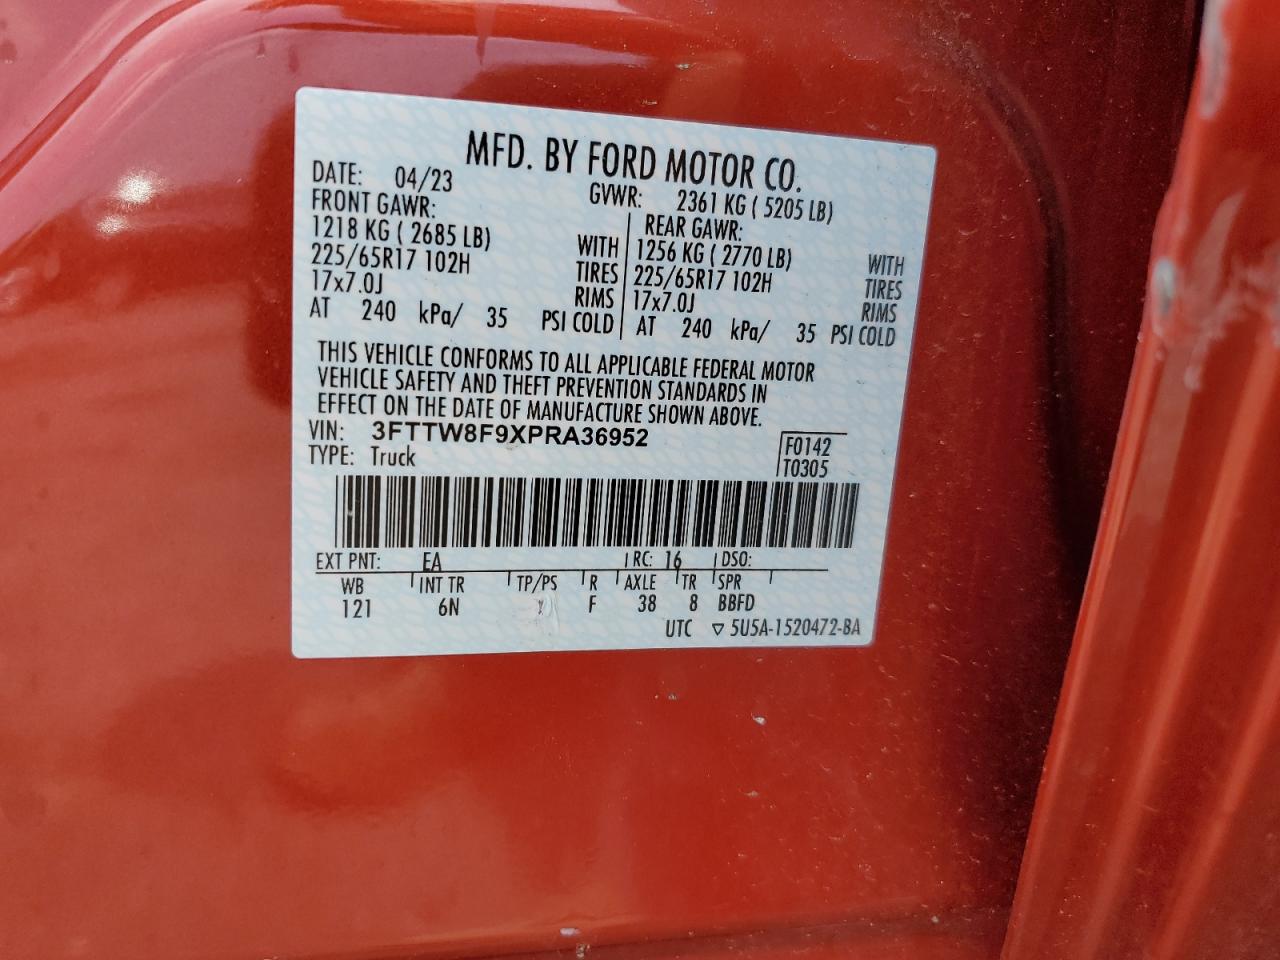 MFD. BY FORD MOTOR CO.
DATE: 04/23 GVWR: 2361 KG ( 5205 LB)
FRONT GAWR: REAR GAWR:
1218 KG ( 2685 LB) WITH 1256 KG ( 2770 LB) WITH
225/65R17 102H TIRES 225/65R17 102H TIRES
17x7.0J RIMS 17x7.0J RIMS
AT 240 kPa/ 35 PSI COLD AT 240 kPa/ 35 PSI COLD
THIS VEHICLE CONFORMS TO ALL APPLICABLE FEDERAL MOTOR
VEHICLE SAFETY AND THEFT PREVENTION STANDARDS IN
EFFECT ON THE DATE OF MANUFACTURE SHOWN ABOVE.
VIN: 3FTTW8F9XPRA36952 F0142
TYPE: Truck T0305
EXT PNT: EA RC: 16 DSO:
WB INT TR TP/PS R AXLE TR SPR
121 6N F 38 8 BBFD
UTC ▽ 5U5A-1520472-BA